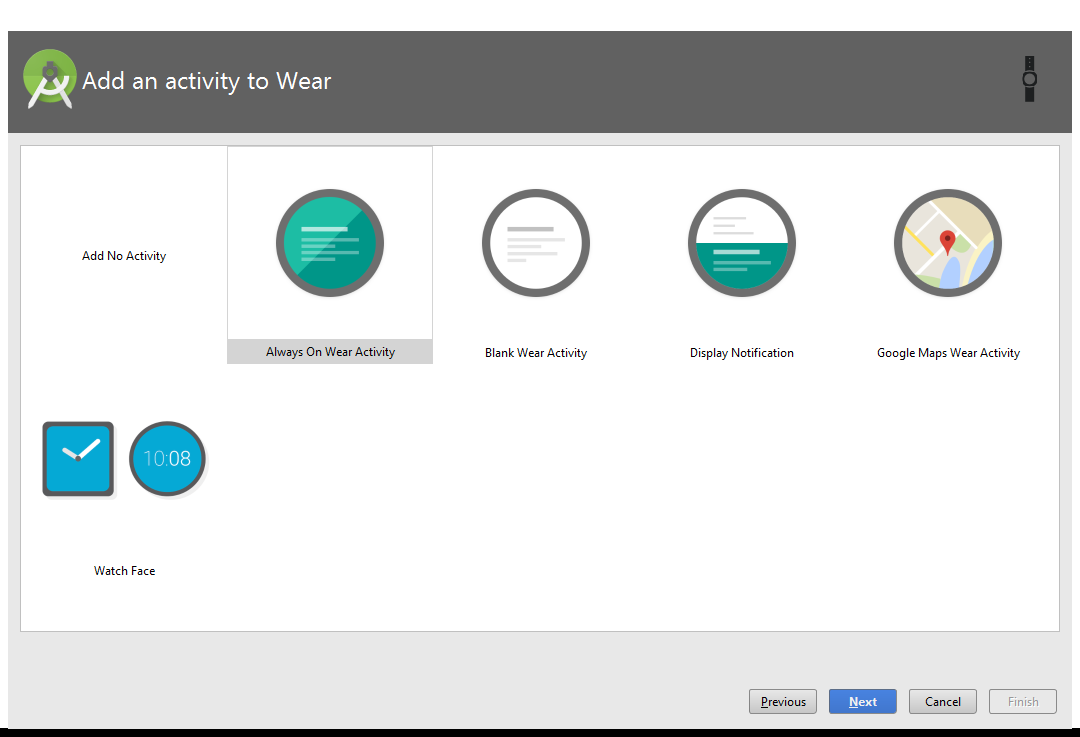 Add an activity to Wear
Add No Activity
Always On Wear Activity
Blank Wear Activity
Display Notification
Google Maps Wear Activity
10:08
Watch Face
Previous
Next
Cancel
Finish